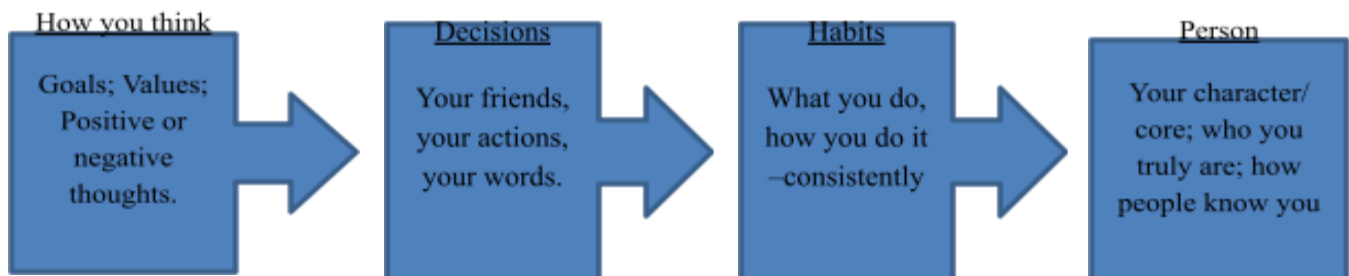 How you think
Goals; Values;
Positive or
negative
thoughts.
Decisions
Your friends,
your actions,
your words.
Habits
What you do,
how you do it
–consistently
Person
Your character/
core; who you
truly are; how
people know you